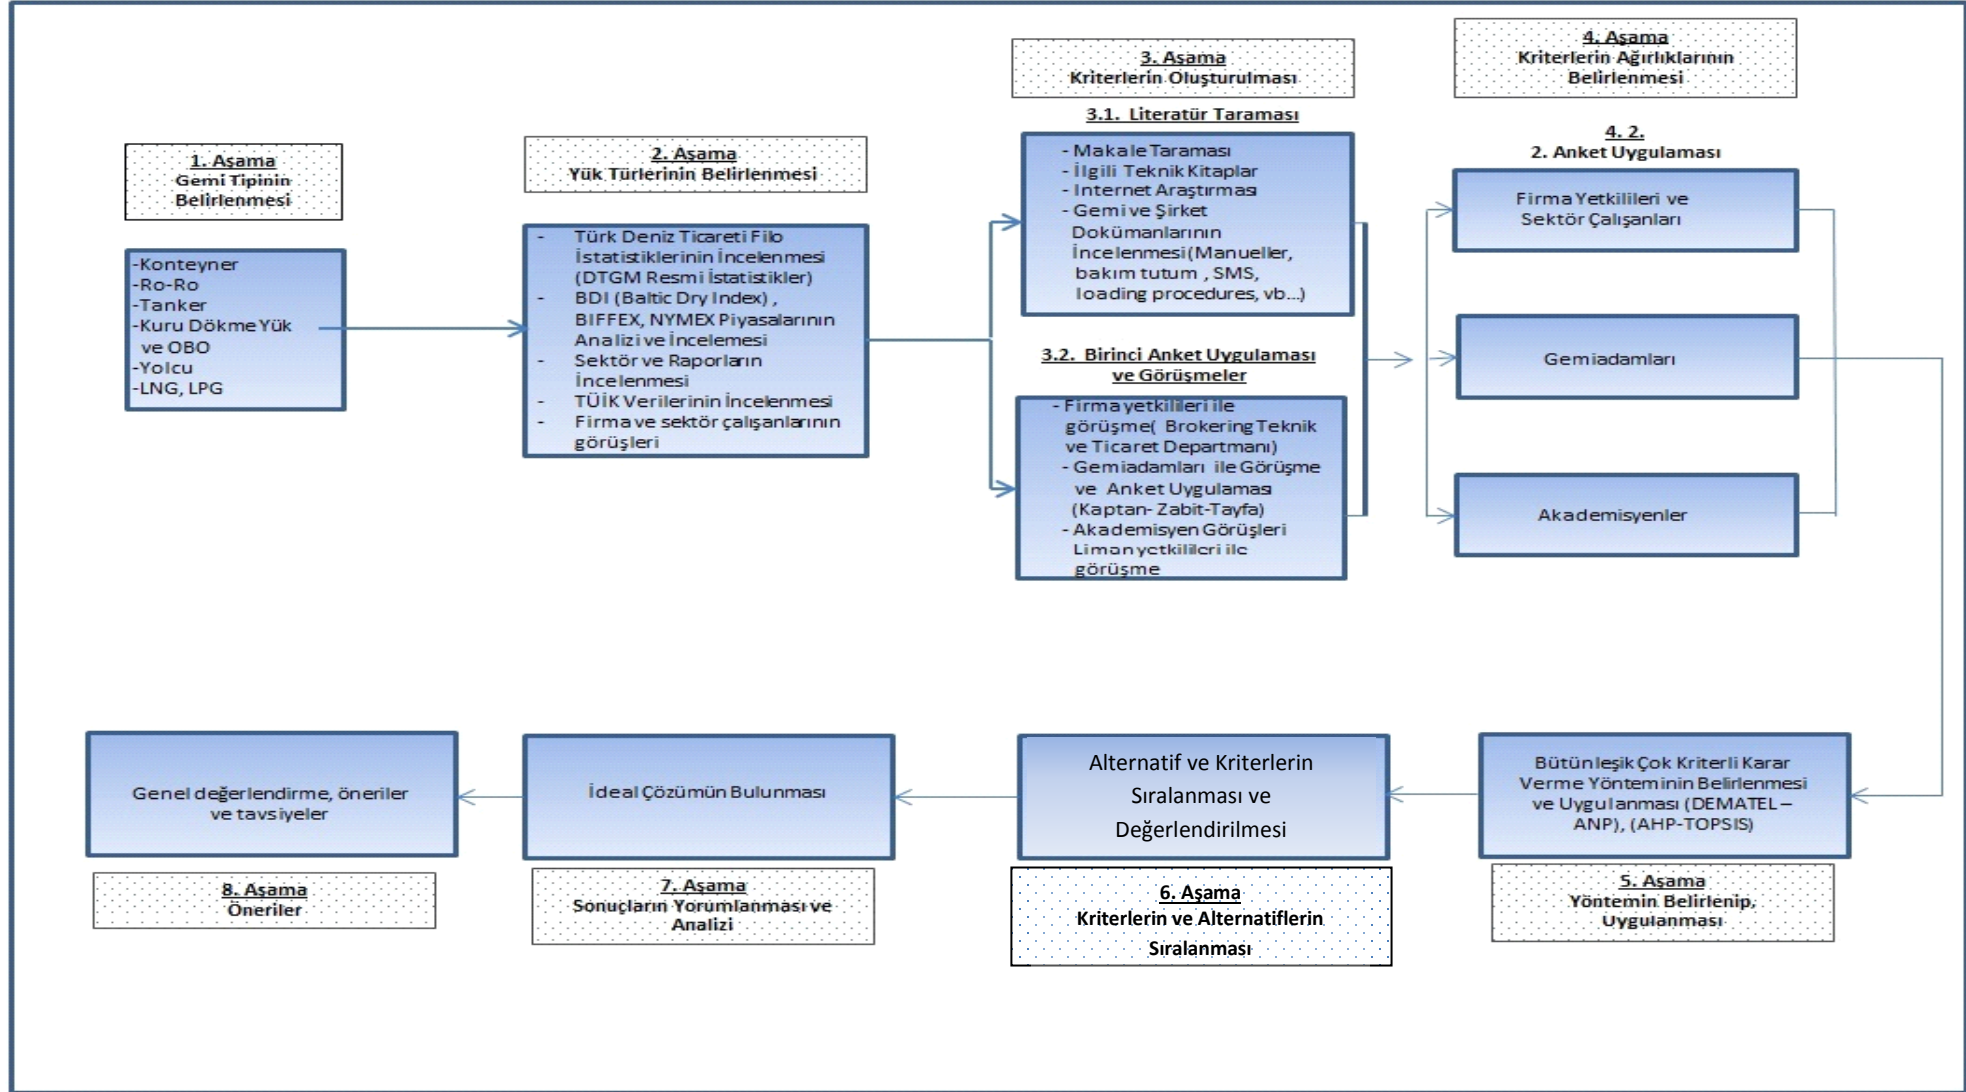 1. Aşama
Gemi Tipinin
Belirlenmesi
-Konteyner
-Ro-Ro
-Tanker
-Kuru Dökme Yük
ve OBO
-Yolcu
-LNG, LPG
2. Aşama
Yük Türlerinin Belirlenmesi
- Türk Deniz Ticareti Filo
İstatistiklerinin İncelenmesi
(DTGM Resmi İstatistikler)
- BDI (Baltic Dry Index) ,
BIFFEX, NYMEX Piyasalarının
Analizi ve İncelemesi
- Sektör ve Raporların
İncelenmesi
- TÜİK Verilerinin İncelenmesi
- Firma ve sektör çalışanlarının
görüşleri
3. Aşama
Kriterlerin Oluşturulması
3.1. Literatür Taraması
- Makale Taraması
- İlgili Teknik Kitaplar
- Internet Araştırması
- Gemi ve Şirket
Dokümanlarının
İncelenmesi(Manueller,
bakım tutum , SMS,
loading procedures, vb...)
3.2. Birinci Anket Uygulaması
ve Görüşmeler
- Firma yetkilileri ile
görüşme( Brokering Teknik
ve Ticaret Departmanı)
- Gemiadamları ile Görüşme
ve Anket Uygulaması
(Kaptan- Zabit-Tayfa)
- Akademisyen Görüşleri
Liman yetkilileri ile
görüşme
4. Aşama
Kriterlerin Ağırlıklarının
Belirlenmesi
4. 2.
2. Anket Uygulaması
Firma Yetkilileri ve
Sektör Çalışanları
Gemiadamları
Akademisyenler
Bütünleşik Çok Kriterli Karar
Verme Yönteminin Belirlenmesi
ve Uygulanması (DEMATEL –
ANP), (AHP-TOPSIS)
5. Aşama
Yöntemin Belirlenip,
Uygulanması
Alternatif ve Kriterlerin
Sıralanması ve
Değerlendirilmesi
6. Aşama
Kriterlerin ve Alternatiflerin
Sıralanması
İdeal Çözümün Bulunması
7. Aşama
Sonuçların Yorumlanması ve
Analizi
Genel değerlendirme, öneriler
ve tavsiyeler
8. Aşama
Öneriler